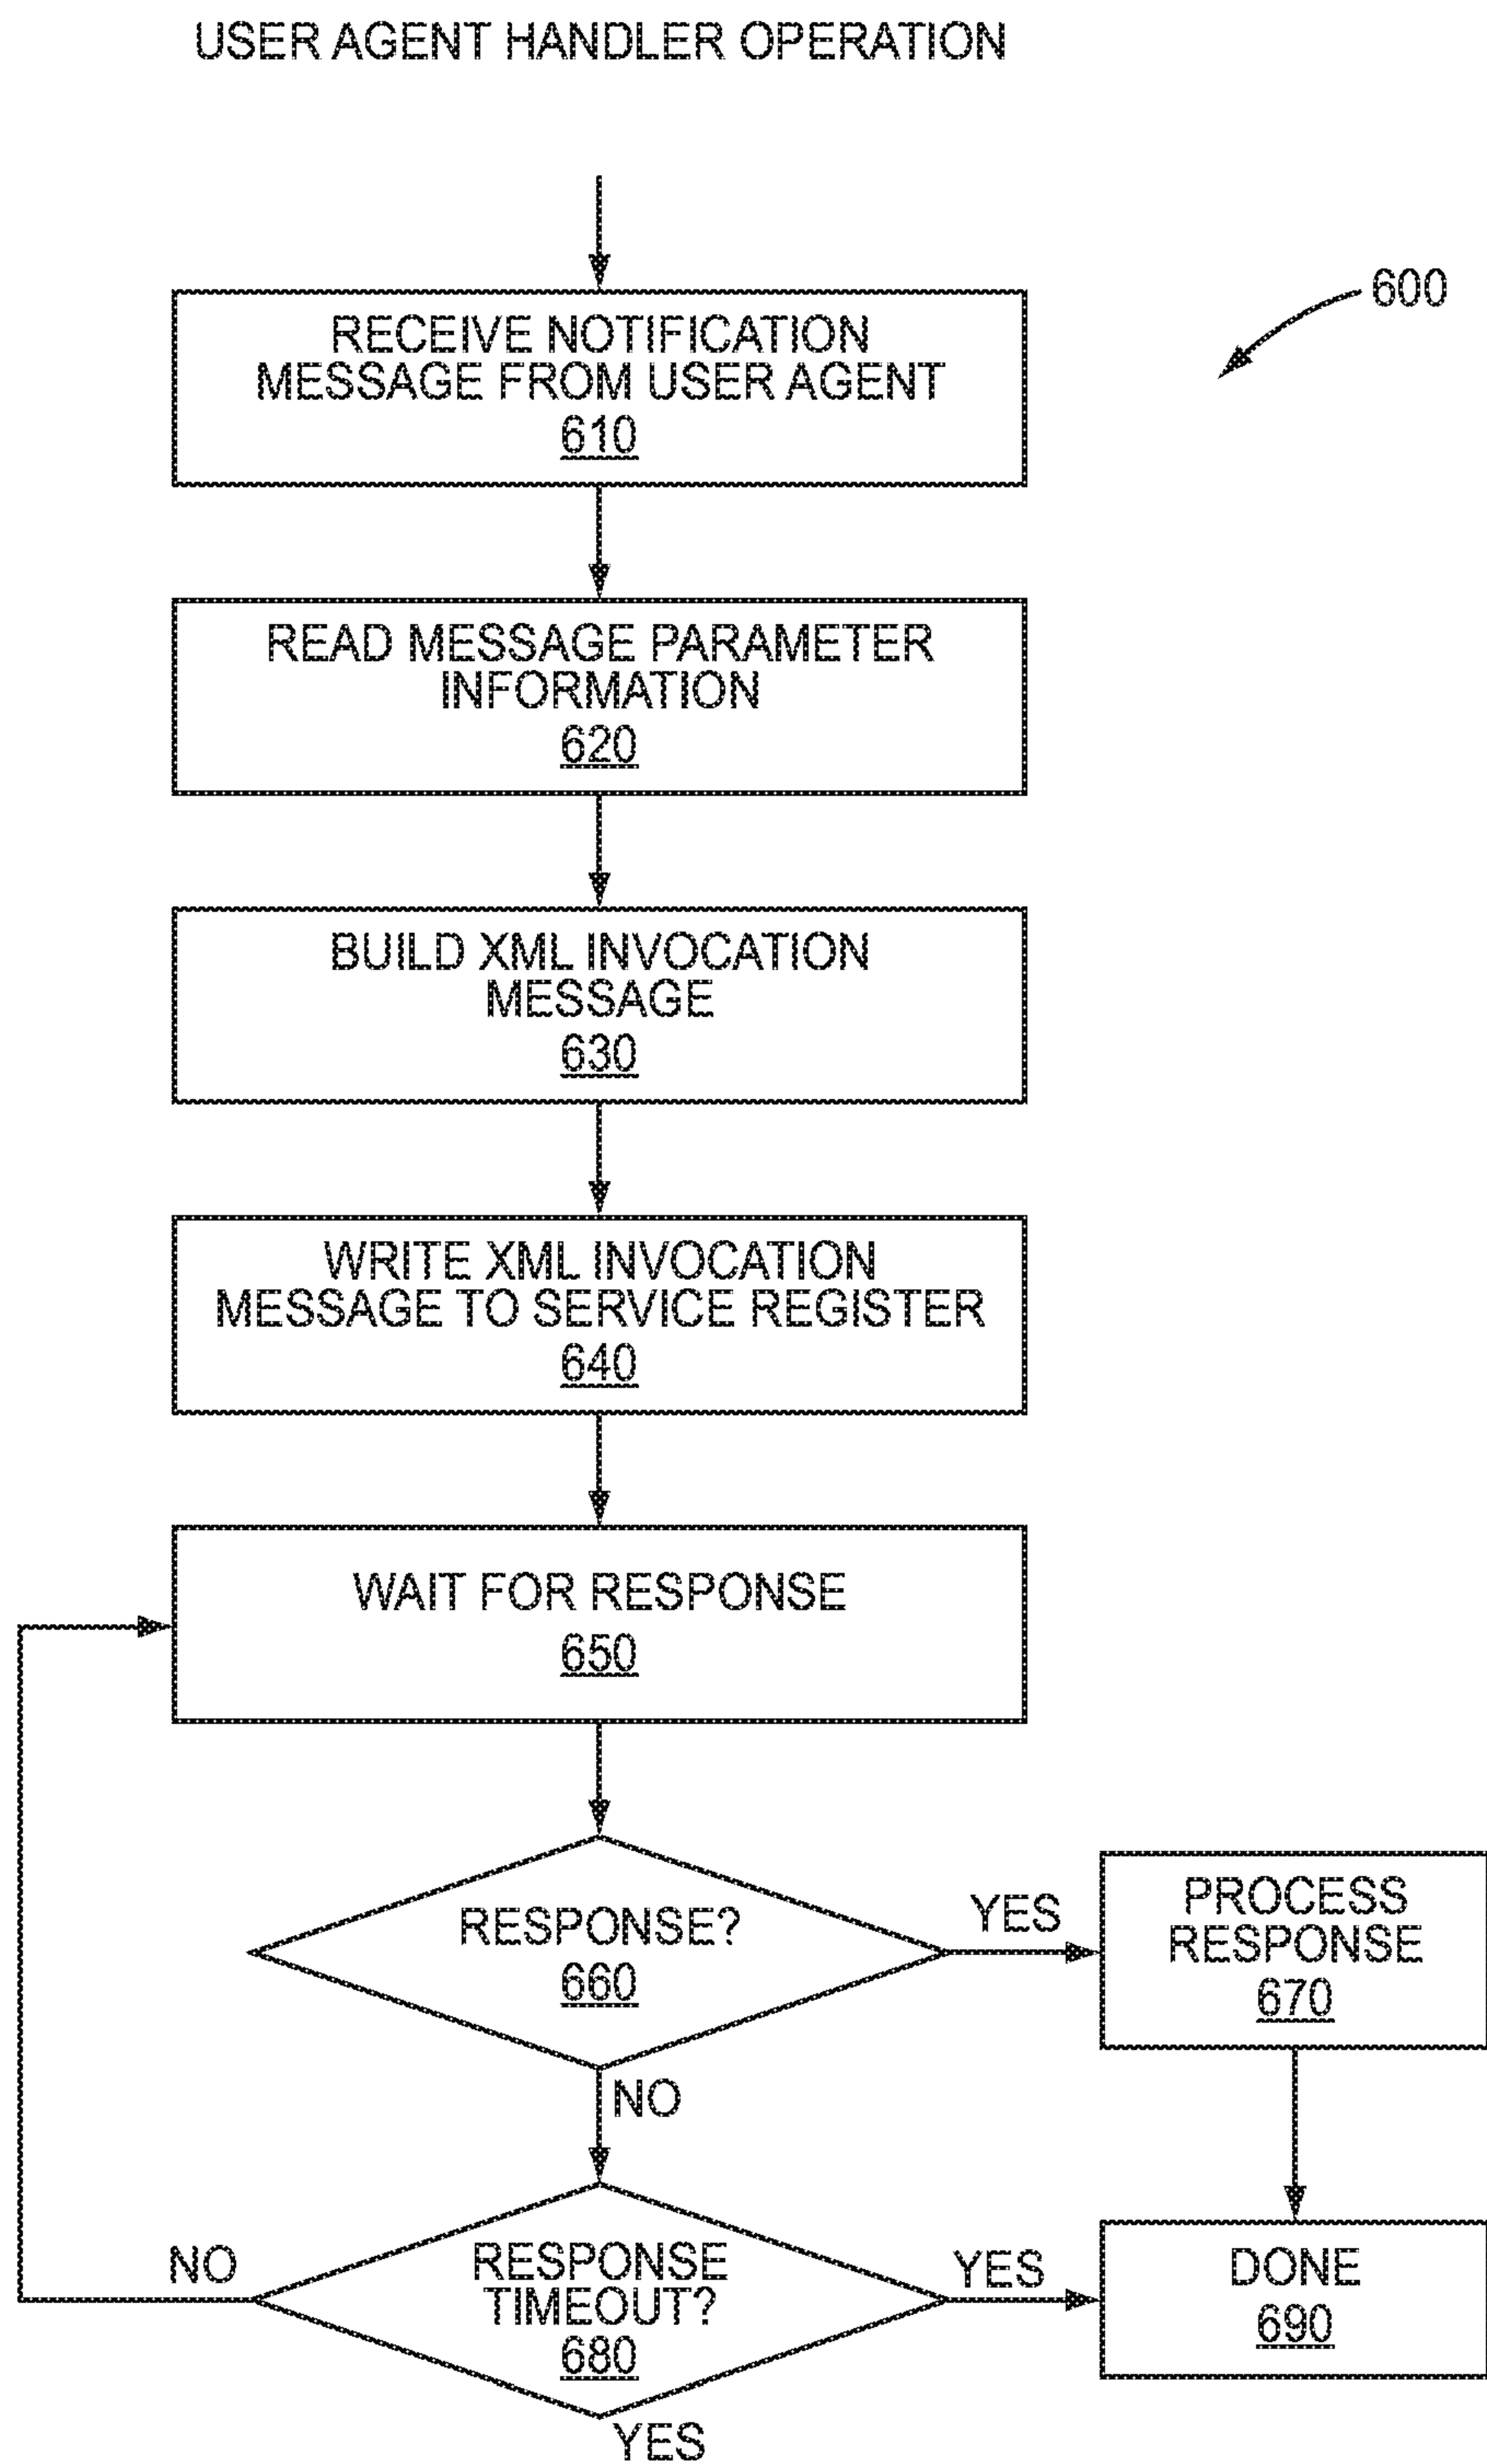 USER AGENT HANDLER OPERATION
600
RECEIVE NOTIFICATION
MESSAGE FROM USER AGENT
610
READ MESSAGE PARAMETER
INFORMATION
620
BUILD XML INVOCATION
MESSAGE
630
WRITE XML INVOCATION
MESSAGE TO SERVICE REGISTER
640
WAIT FOR RESPONSE
650
RESPONSE?
660
YES
PROCESS
RESPONSE
670
NO
NO
RESPONSE
TIMEOUT?
680
YES
DONE
690
YES